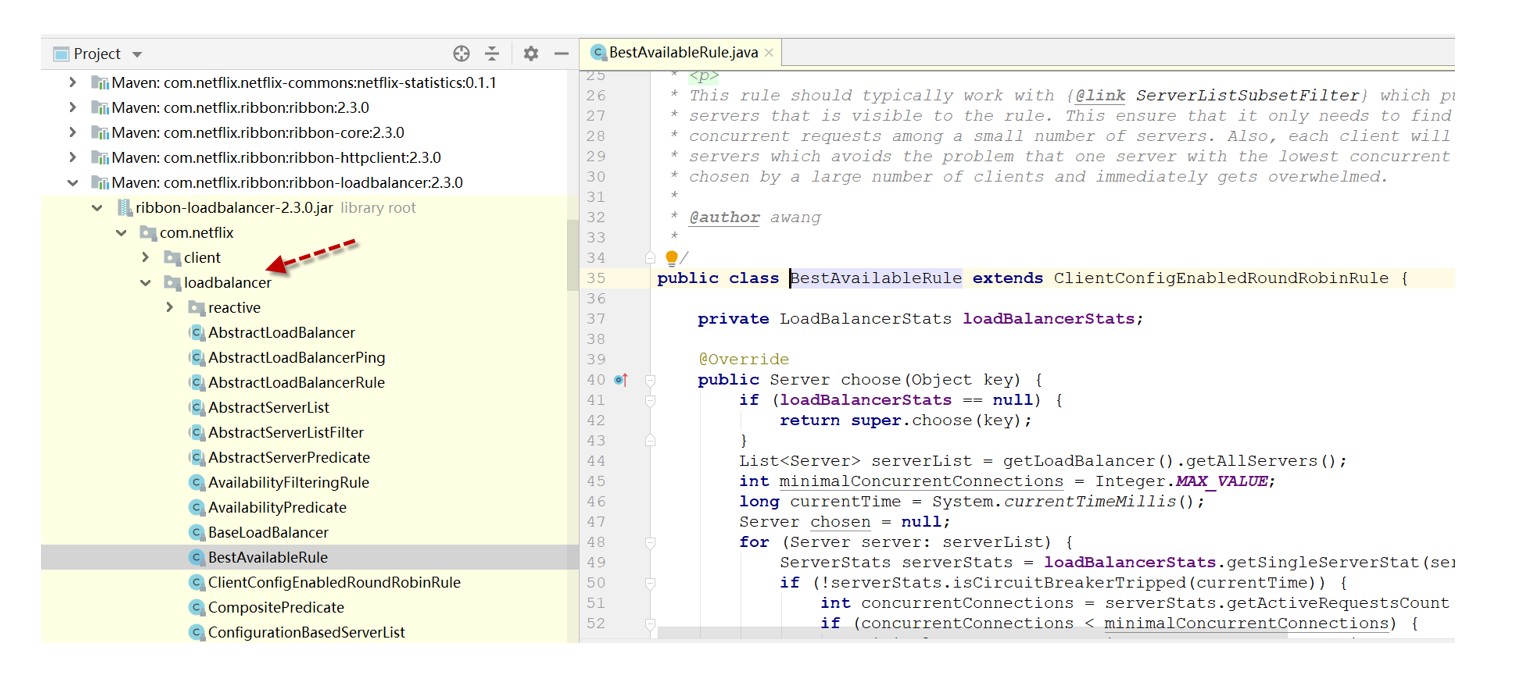 Project
Maven: com.netflix.netflix-commons:netflix-statistics:0.1.1
Maven: com.netflix.ribbon:ribbon:2.3.0
Maven: com.netflix.ribbon:ribbon-core:2.3.0
Maven: com.netflix.ribbon:ribbon-httpclient:2.3.0
Maven: com.netflix.ribbon:ribbon-loadbalancer:2.3.0
ribbon-loadbalancer-2.3.0.jar library root
com.netflix
client
loadbalancer
reactive
AbstractLoadBalancer
AbstractLoadBalancerPing
AbstractLoadBalancerRule
AbstractServerList
AbstractServerListFilter
AbstractServerPredicate
AvailabilityFilteringRule
AvailabilityPredicate
BaseLoadBalancer
BestAvailableRule
ClientConfigEnabledRoundRobinRule
CompositePredicate
ConfigurationBasedServerList
BestAvailableRule.java
25 * <p>
26 * This rule should typically work with {@link ServerListSubsetFilter} which
27 * servers that is visible to the rule. This ensure that it only needs to find
28 * concurrent requests among a small number of servers. Also, each client will
29 * servers which avoids the problem that one server with the lowest concurrent
30 * chosen by a large number of clients and immediately gets overwhelmed.
31 *
32 * @author awang
33 *
34 */
35 public class BestAvailableRule extends ClientConfigEnabledRoundRobinRule {
36
37 private LoadBalancerStats loadBalancerStats;
38
39 @Override
40 public Server choose(Object key) {
41 if (loadBalancerStats == null) {
42 return super.choose(key);
43 }
44 List<Server> serverList = getLoadBalancer().getAllServers();
45 int minimalConcurrentConnections = Integer.MAX_VALUE;
46 long currentTime = System.currentTimeMillis();
47 Server chosen = null;
48 for (Server server: serverList) {
49 ServerStats serverStats = loadBalancerStats.getSingleServerStat(
50 if (!serverStats.isCircuitBreakerTripped(currentTime)) {
51 int concurrentConnections = serverStats.getActiveRequestsCount
52 if (concurrentConnections < minimalConcurrentConnections) {